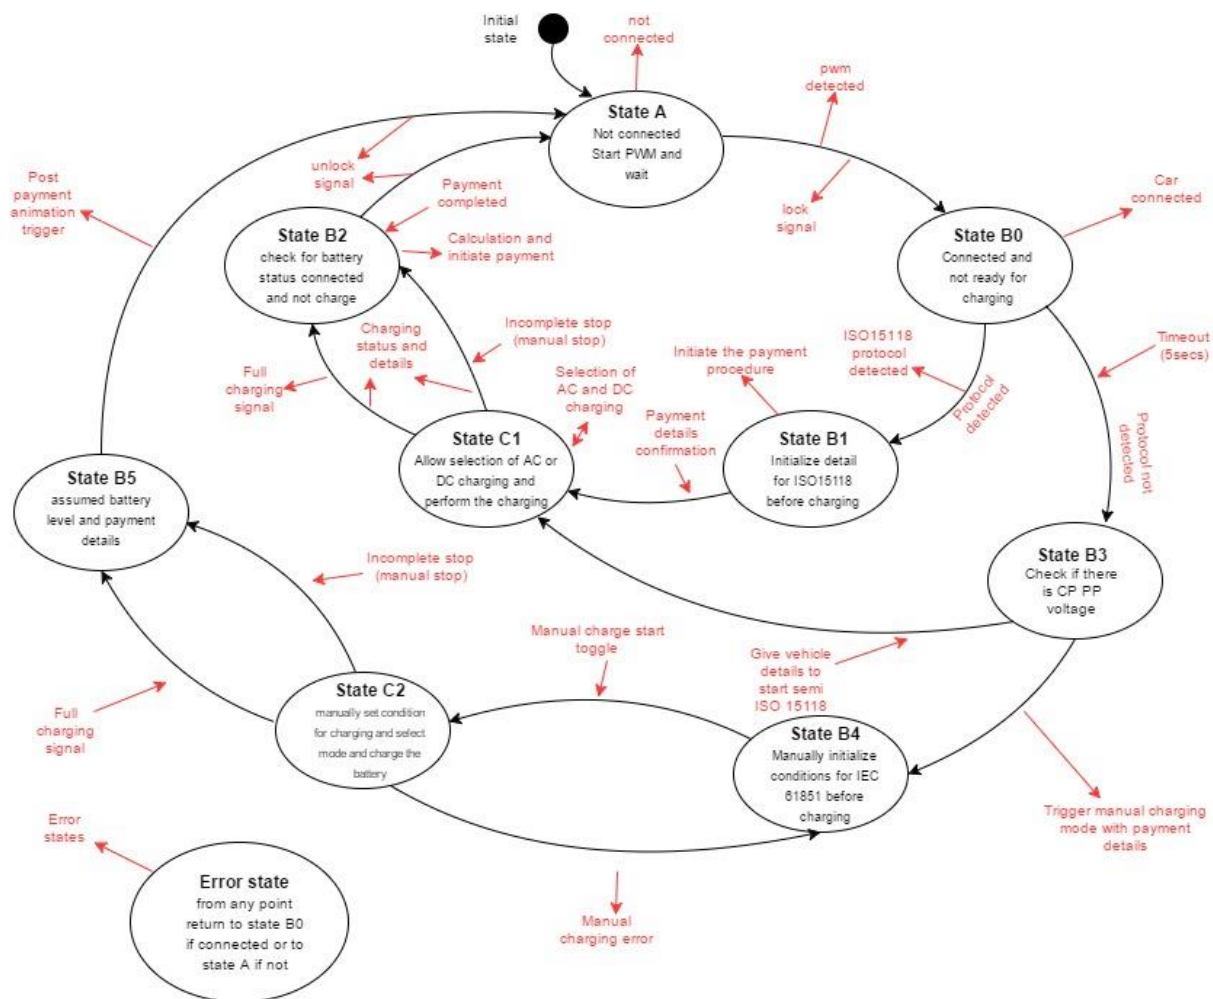 Initial
state
not
connected
pwm
detected
State A
Not connected
Start PWM and
wait
Post
payment
animation
trigger
unlock
signal
Payment
completed
lock
signal
Car
connected
State B2
check for battery
status connected
and not charge
Calculation and
initiate payment
State B0
Connected and
not ready for
charging
Charging
status and
details
Incomplete stop
(manual stop)
Initiate the payment
procedure
ISO15118
protocol
detected
Timeout
(5secs)
Full
charging
signal
Selection of
AC and DC
charging
Protocol
detected
Payment
details
confirmation
Protocol not
detected
State C1
Allow selection of AC or
DC charging and
perform the charging
State B1
Initialize detail
for ISO15118
before charging
State B5
assumed battery
level and payment
details
Incomplete stop
(manual stop)
State B3
Check if there
is CP PP
voltage
Manual charge start
toggle
Give vehicle
details to
start semi
ISO 15118
Full
charging
signal
State C2
manually set condition
for charging and select
mode and charge the
battery
State B4
Manually initialize
conditions for IEC
61851 before
charging
Trigger manual charging
mode with payment
details
Error
states
Error state
from any point
return to state B0
if connected or to
state A if not
Manual
charging error